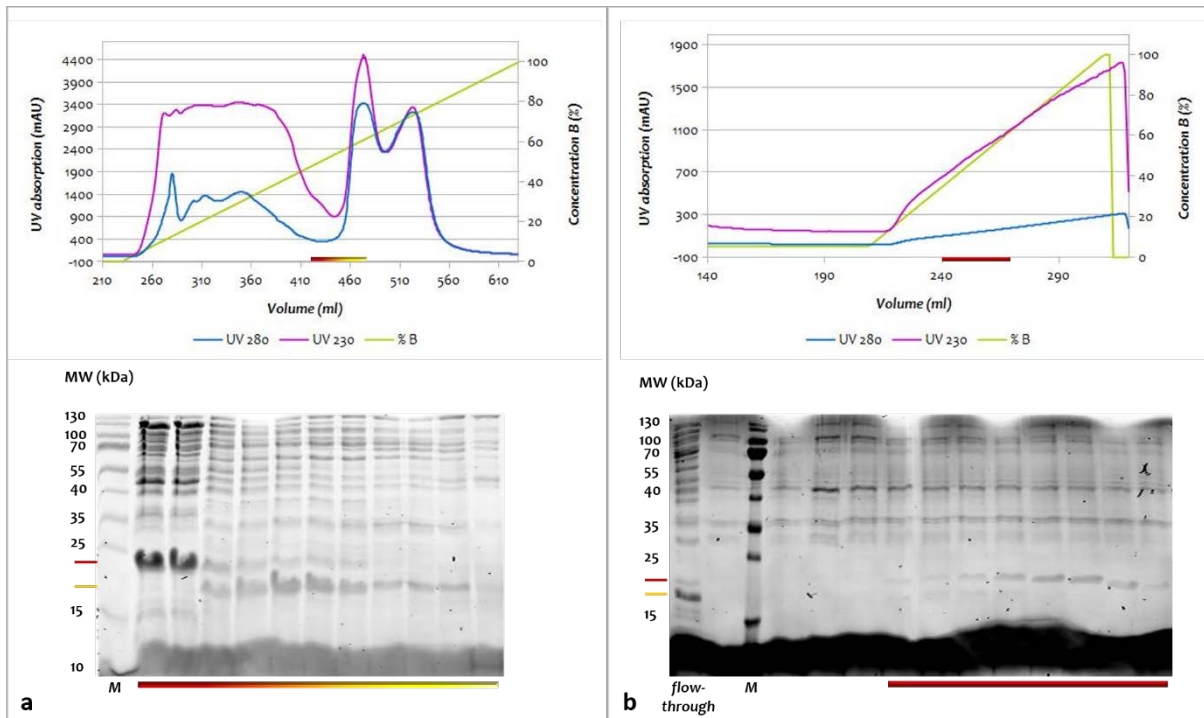 4400
3900
3400
2900
2400
1900
1400
900
400
-100
UV absorption (mAU)
100
80
60
40
20
0
Concentration B (%)
210 260 310 360 410 460 510 560 610
Volume (ml)
UV 280 UV 230 % B
MW (kDa)
130
100
70
55
40
35
25
15
10
M
a
1900
1500
1100
700
300
-100
UV absorption (mAU)
100
80
60
40
20
0
Concentration B (%)
140 190 240 290
Volume (ml)
UV 280 UV 230 % B
MW (kDa)
130
100
70
55
40
35
25
15
flow-
through
M
b